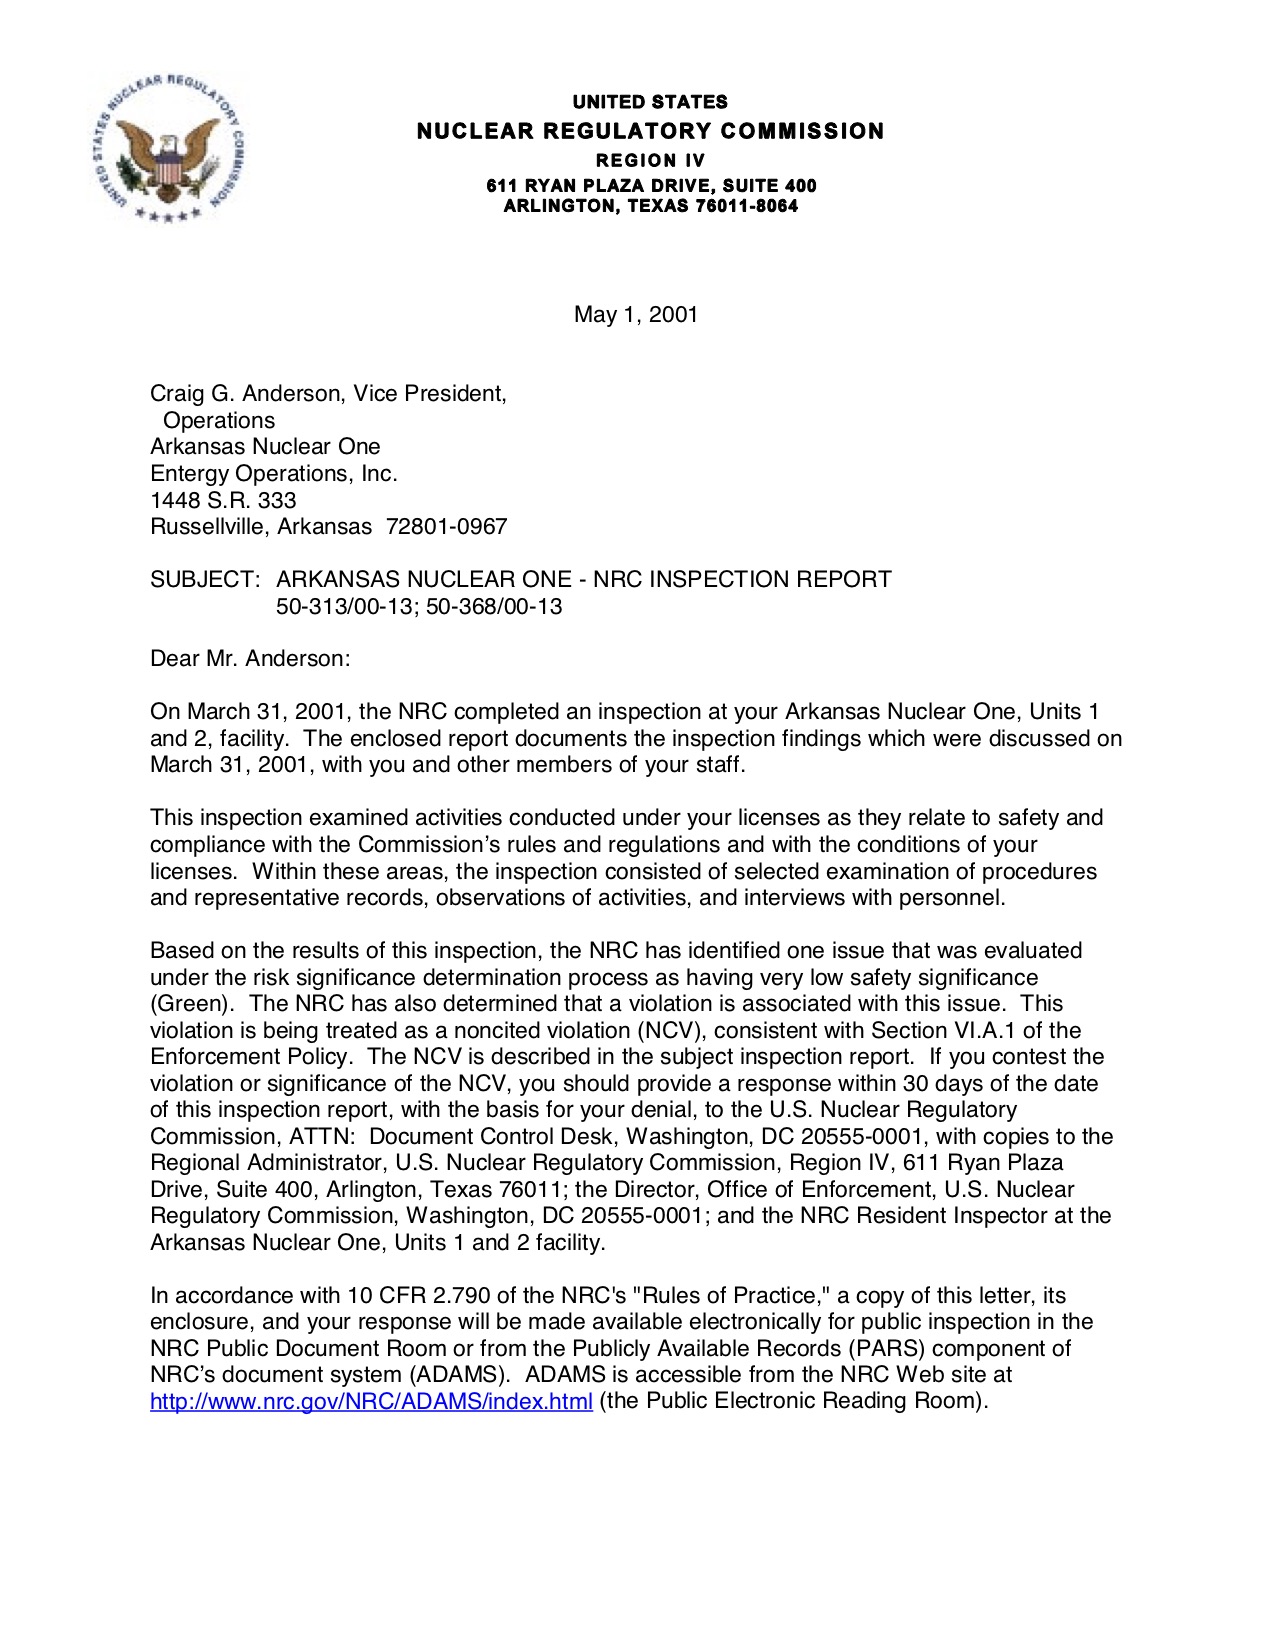 UNITED STATES NUCLEAR REGULATORY COMMISSION
UNITED STATES
NUCLEAR REGULATORY COMMISSION
REGION IV
611 RYAN PLAZA DRIVE, SUITE 400
ARLINGTON, TEXAS 76011-8064
May 1, 2001
Craig G. Anderson, Vice President,
Operations
Arkansas Nuclear One
Entergy Operations, Inc.
1448 S.R. 333
Russellville, Arkansas  72801-0967
SUBJECT:  ARKANSAS NUCLEAR ONE - NRC INSPECTION REPORT
50-313/00-13; 50-368/00-13
Dear Mr. Anderson:
On March 31, 2001, the NRC completed an inspection at your Arkansas Nuclear One, Units 1
and 2, facility.  The enclosed report documents the inspection findings which were discussed on
March 31, 2001, with you and other members of your staff.
This inspection examined activities conducted under your licenses as they relate to safety and
compliance with the Commission’s rules and regulations and with the conditions of your
licenses.  Within these areas, the inspection consisted of selected examination of procedures
and representative records, observations of activities, and interviews with personnel.
Based on the results of this inspection, the NRC has identified one issue that was evaluated
under the risk significance determination process as having very low safety significance
(Green).  The NRC has also determined that a violation is associated with this issue.  This
violation is being treated as a noncited violation (NCV), consistent with Section VI.A.1 of the
Enforcement Policy.  The NCV is described in the subject inspection report.  If you contest the
violation or significance of the NCV, you should provide a response within 30 days of the date
of this inspection report, with the basis for your denial, to the U.S. Nuclear Regulatory
Commission, ATTN:  Document Control Desk, Washington, DC 20555-0001, with copies to the
Regional Administrator, U.S. Nuclear Regulatory Commission, Region IV, 611 Ryan Plaza
Drive, Suite 400, Arlington, Texas 76011; the Director, Office of Enforcement, U.S. Nuclear
Regulatory Commission, Washington, DC 20555-0001; and the NRC Resident Inspector at the
Arkansas Nuclear One, Units 1 and 2 facility.
In accordance with 10 CFR 2.790 of the NRC's "Rules of Practice," a copy of this letter, its
enclosure, and your response will be made available electronically for public inspection in the
NRC Public Document Room or from the Publicly Available Records (PARS) component of
NRC’s document system (ADAMS).  ADAMS is accessible from the NRC Web site at
http://www.nrc.gov/NRC/ADAMS/index.html (the Public Electronic Reading Room).